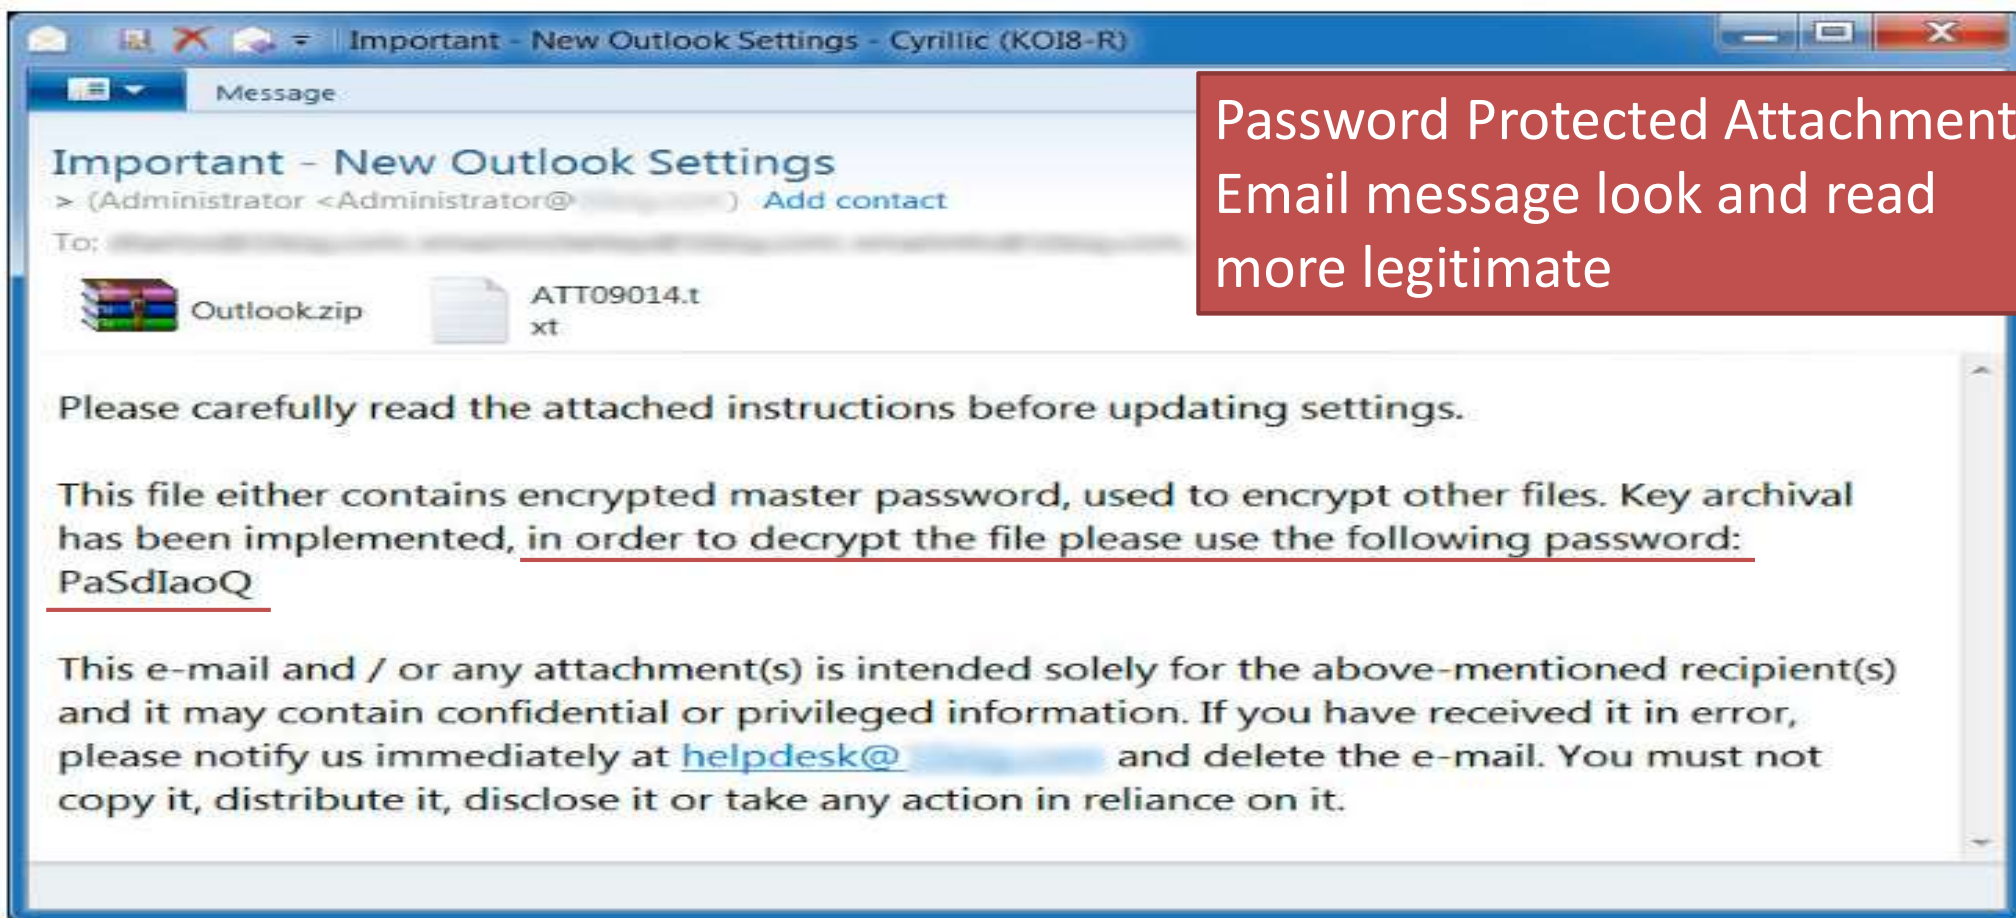 Important - New Outlook Settings - Cyrillic (KOI8-R)
Message
Password Protected Attachment
Email message look and read
more legitimate
Important - New Outlook Settings
> (Administrator <Administrator@ ) Add contact
To:
Outlook.zip
ATT09014.t
xt
Please carefully read the attached instructions before updating settings.
This file either contains encrypted master password, used to encrypt other files. Key archival
has been implemented, in order to decrypt the file please use the following password:
PaSdIaoQ
This e-mail and / or any attachment(s) is intended solely for the above-mentioned recipient(s)
and it may contain confidential or privileged information. If you have received it in error,
please notify us immediately at helpdesk@ and delete the e-mail. You must not
copy it, distribute it, disclose it or take any action in reliance on it.